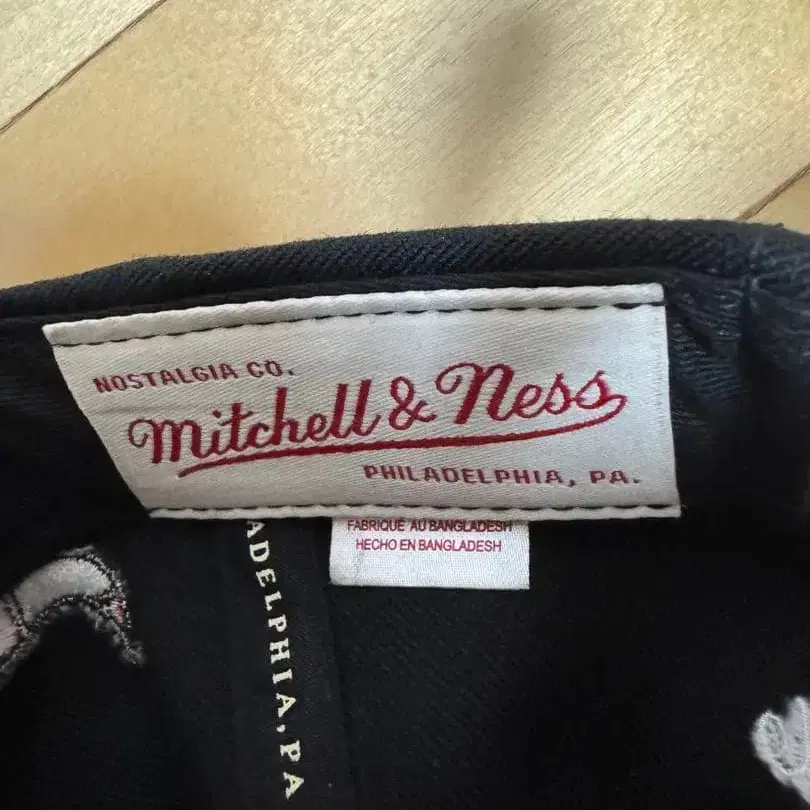 NOSTALGIA CO.
Mitchell & Ness
PHILADELPHIA, PA.
FABRIQUÉ AU BANGLADESH
HECHO EN BANGLADESH
ADELPHIA, PA